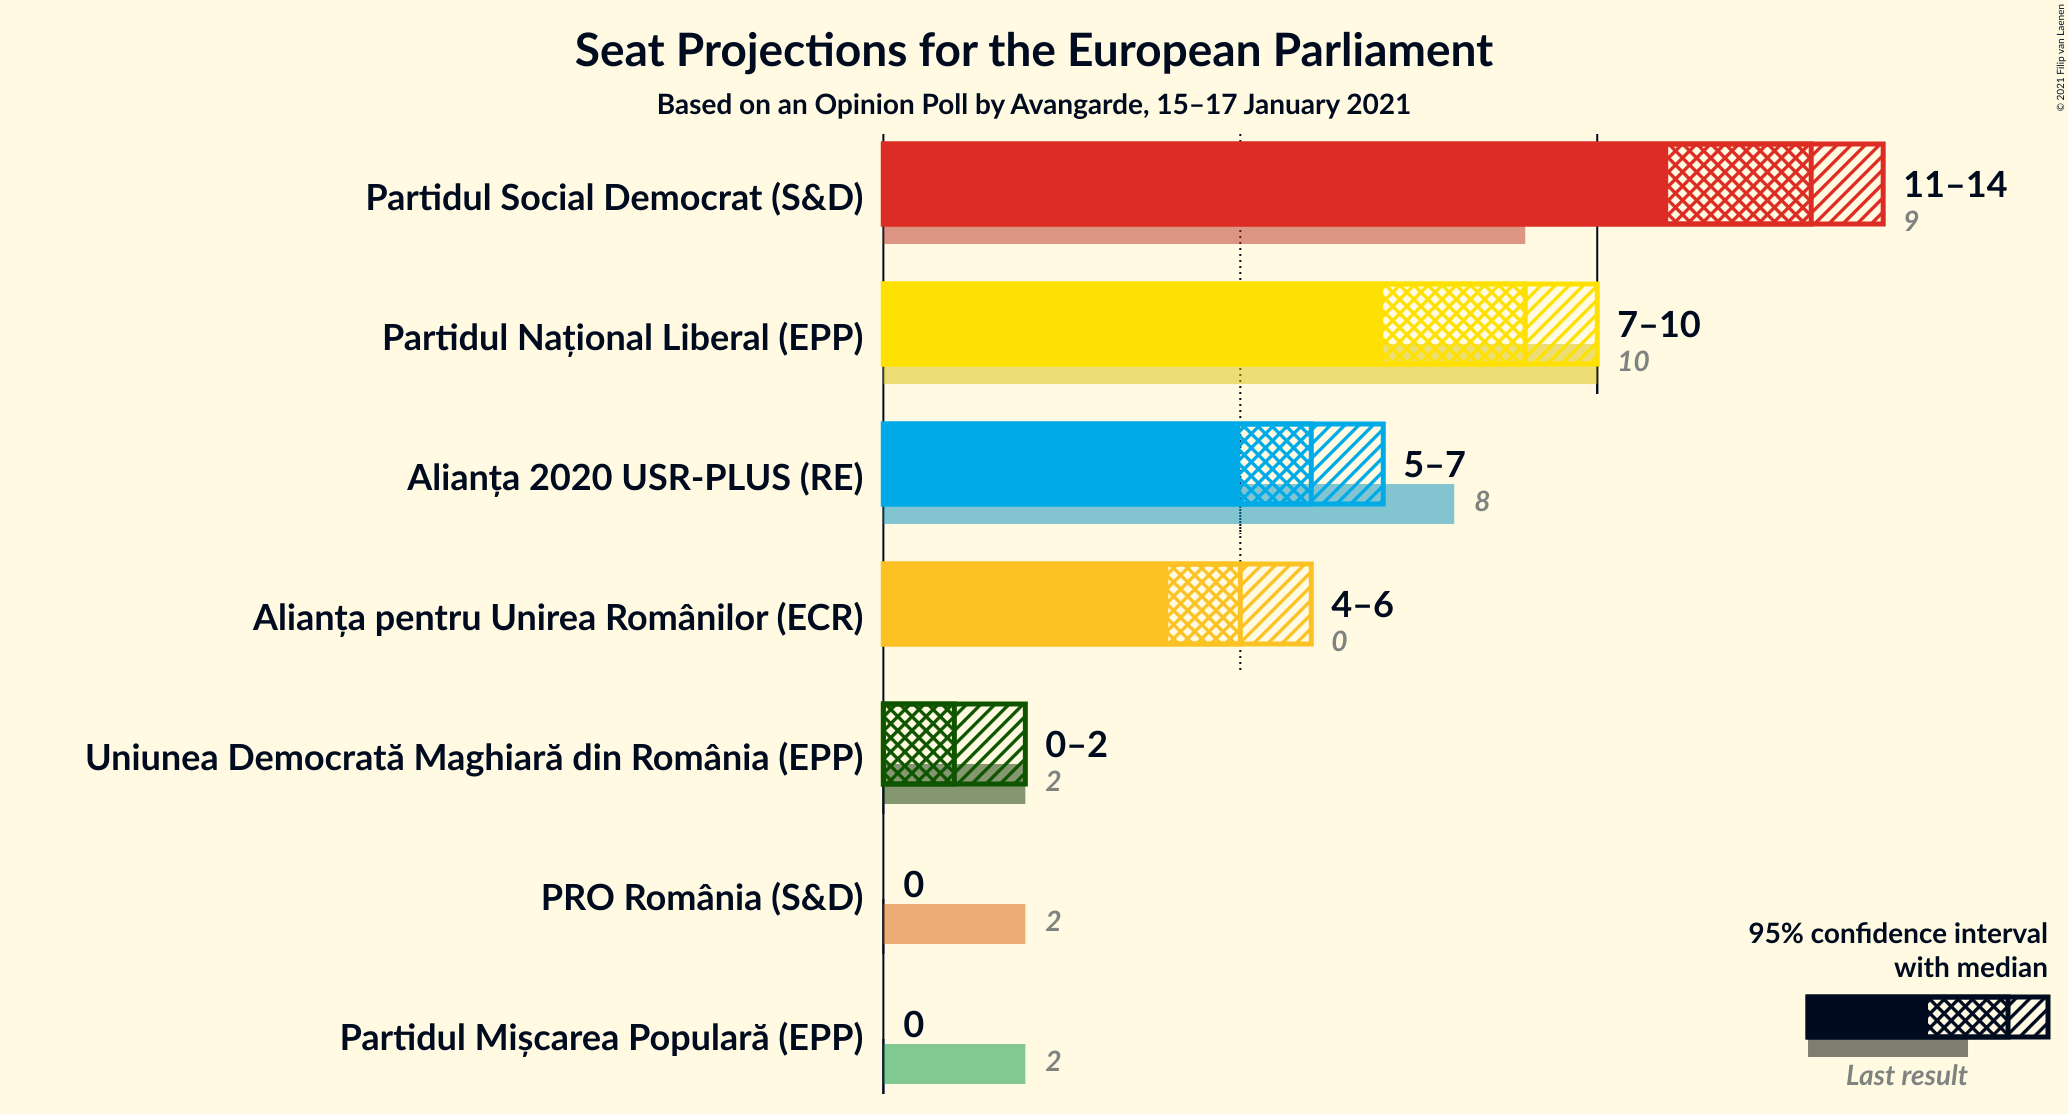 Seat Projections for the European Parliament
Based on an Opinion Poll by Avangarde, 15–17 January 2021
© 2021 Filip van Laenen
Partidul Social Democrat (S&D)
11–14
9
Partidul Național Liberal (EPP)
7–10
10
Alianța 2020 USR-PLUS (RE)
5–7
8
Alianța pentru Unirea Românilor (ECR)
4–6
0
Uniunea Democrată Maghiară din România (EPP)
0–2
2
PRO România (S&D)
0
2
Partidul Mișcarea Populară (EPP)
0
2
95% confidence interval
with median
Last result